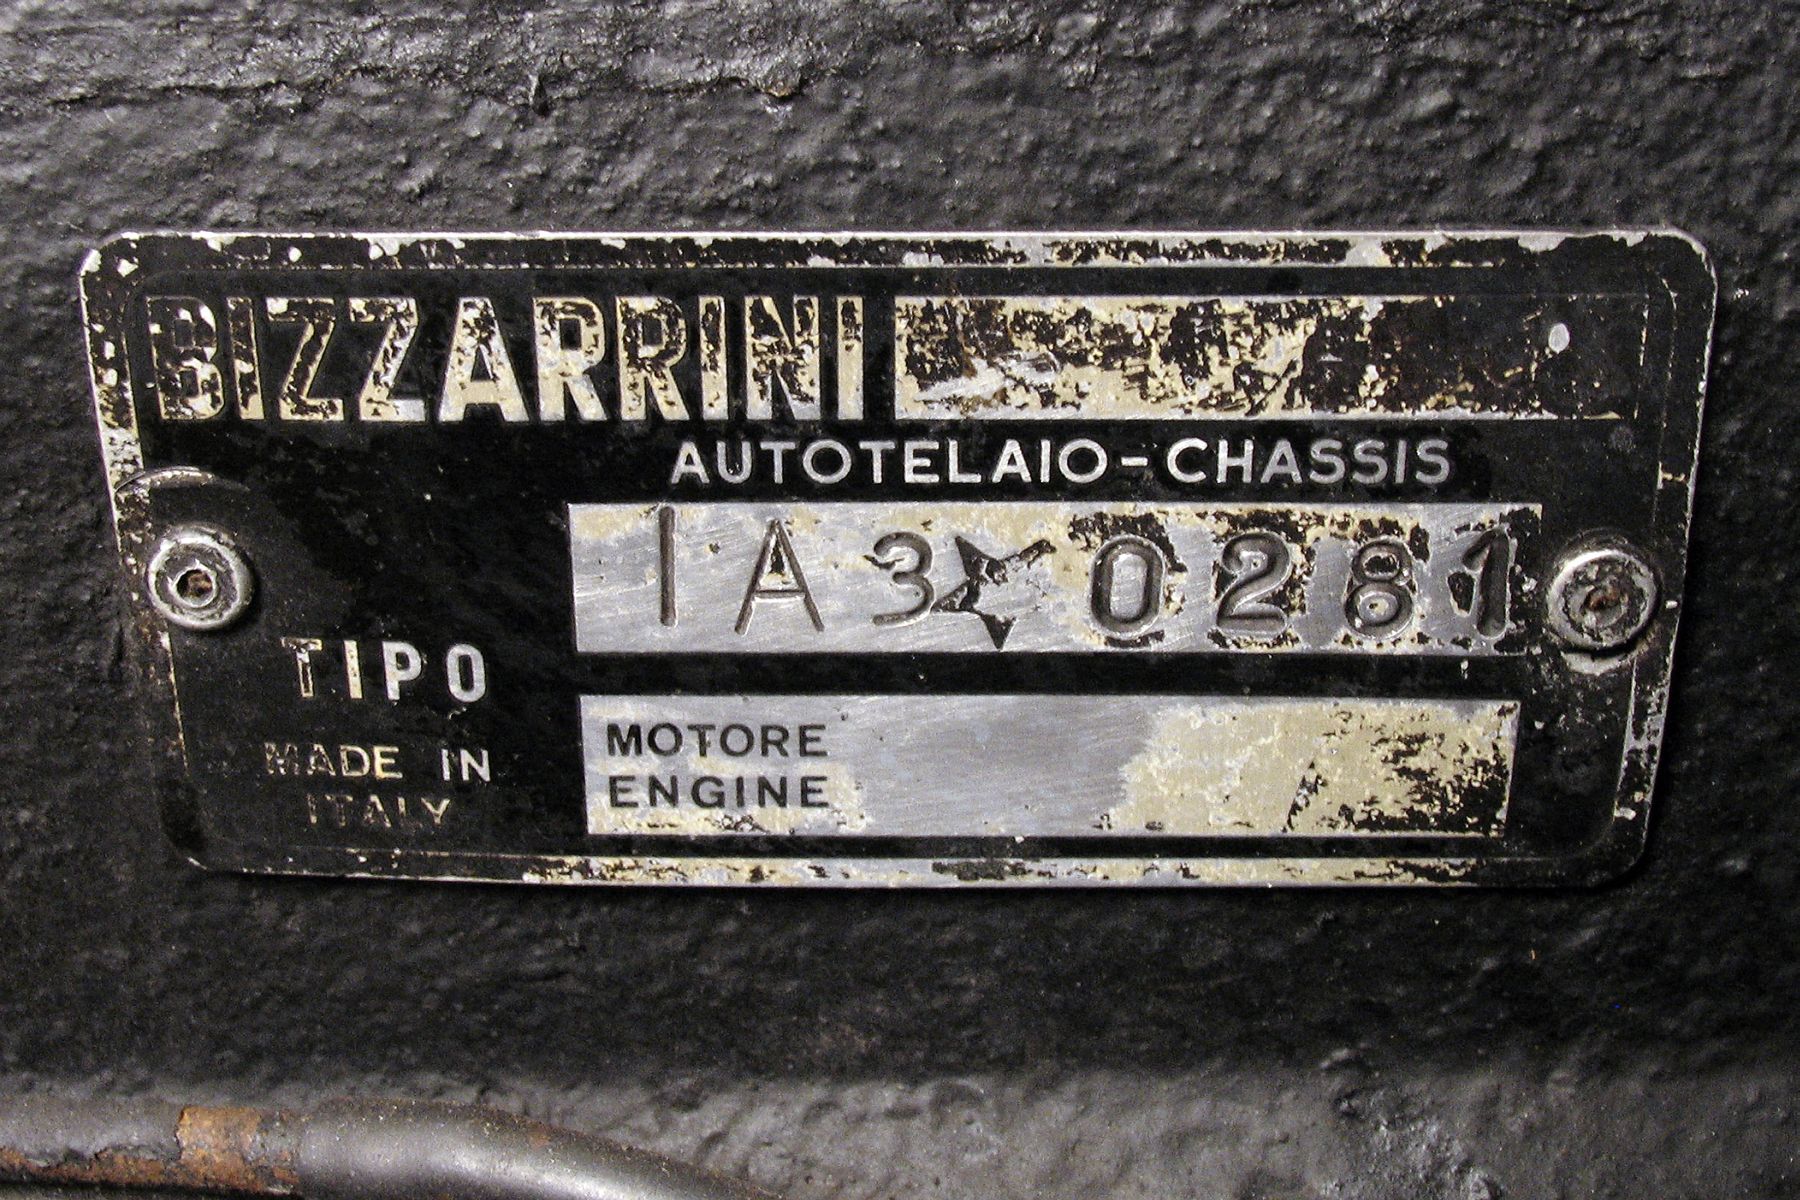 BIZZARRINI
AUTOTELAIO-CHASSIS
IA3★0281
TIPO
MADE IN
ITALY
MOTORE
ENGINE